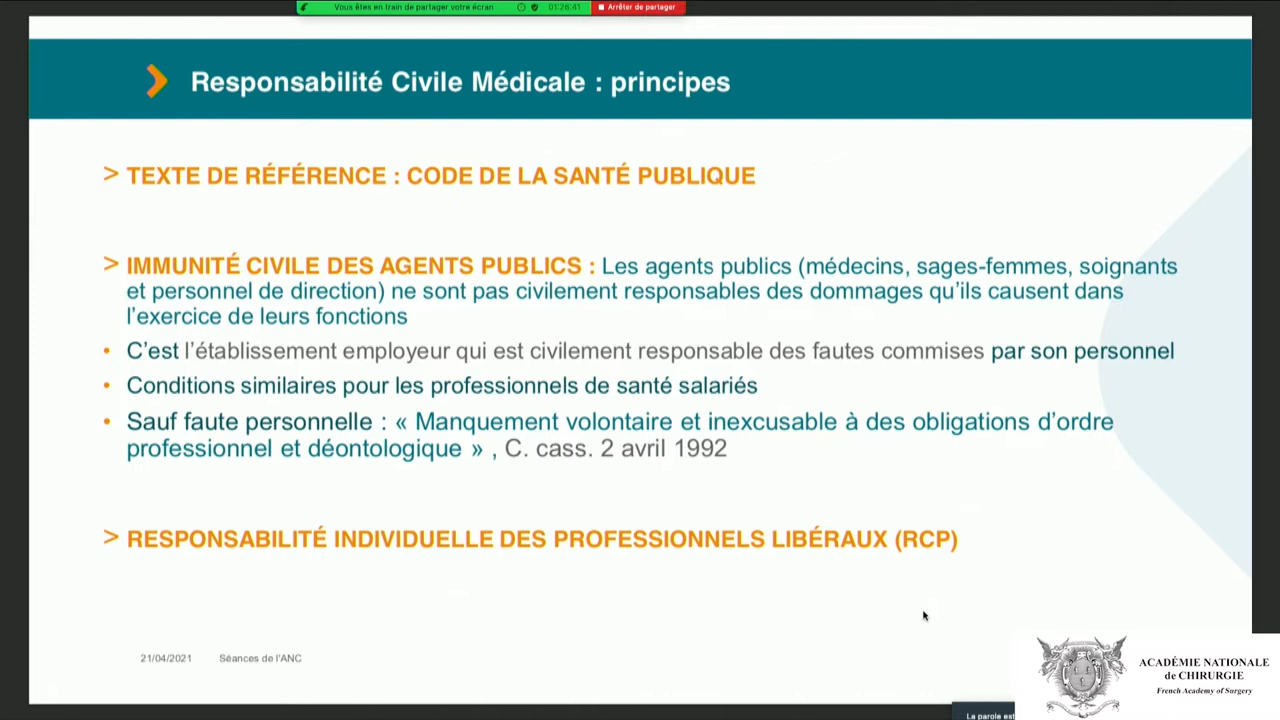 Vous êtes en train de partager votre écran
01:26:41
Arrêter de partager
Responsabilité Civile Médicale : principes
> TEXTE DE RÉFÉRENCE : CODE DE LA SANTÉ PUBLIQUE
> IMMUNITÉ CIVILE DES AGENTS PUBLICS : Les agents publics (médecins, sages-femmes, soignants
et personnel de direction) ne sont pas civilement responsables des dommages qu'ils causent dans
l'exercice de leurs fonctions
• C'est l'établissement employeur qui est civilement responsable des fautes commises par son personnel
• Conditions similaires pour les professionnels de santé salariés
• Sauf faute personnelle : « Manquement volontaire et inexcusable à des obligations d'ordre
professionnel et déontologique » , C. cass. 2 avril 1992
> RESPONSABILITÉ INDIVIDUELLE DES PROFESSIONNELS LIBÉRAUX (RCP)
21/04/2021 Séances de l'ANC
ACADÉMIE NATIONALE
de CHIRURGIE
French Academy of Surgery
La parole est